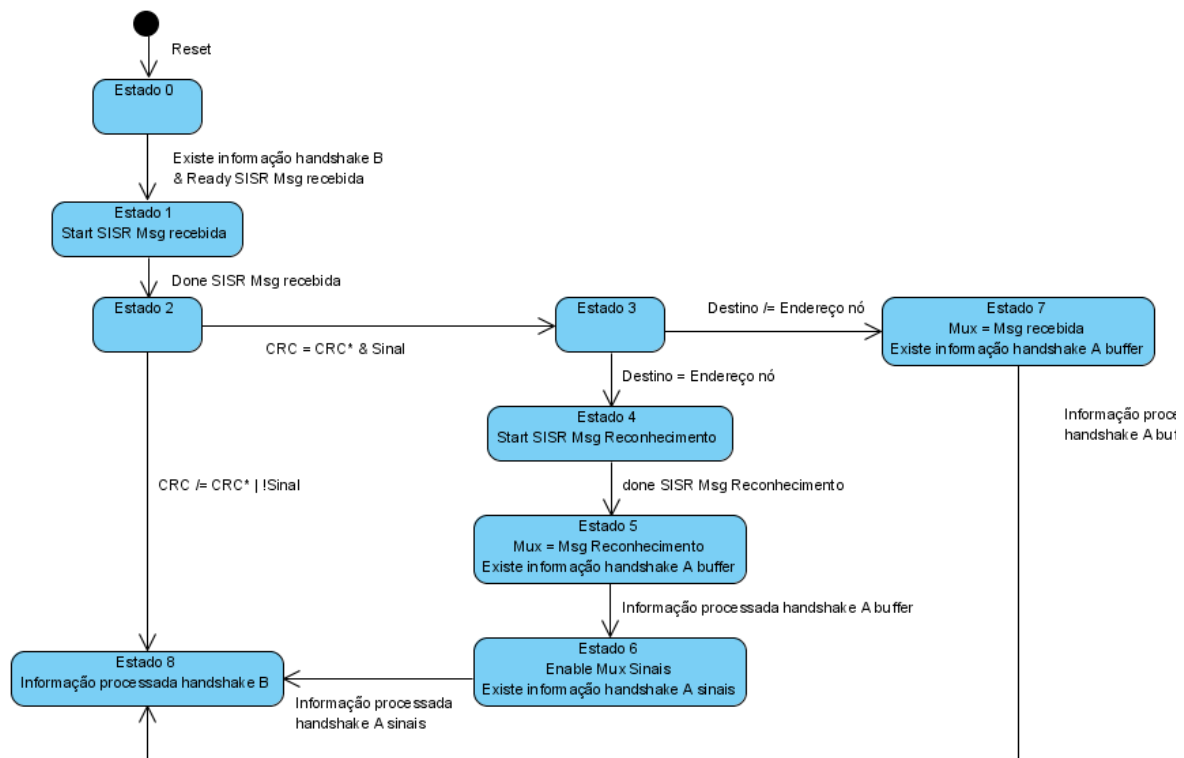 Reset
Estado 0
Existe informação handshake B
& Ready SISR Msg recebida
Estado 1
Start SISR Msg recebida
Done SISR Msg recebida
Estado 2
CRC = CRC* & Sinal
Estado 3
Destino /= Endereço nó
Estado 7
Mux = Msg recebida
Existe informação handshake A buffer
Destino = Endereço nó
Estado 4
Start SISR Msg Reconhecimento
Informação
handshake A
CRC /= CRC* | !Sinal
done SISR Msg Reconhecimento
Estado 5
Mux = Msg Reconhecimento
Existe informação handshake A buffer
Informação processada handshake A buffer
Estado 6
Enable Mux Sinais
Existe informação handshake A sinais
Estado 8
Informação processada handshake B
Informação processada
handshake A sinais